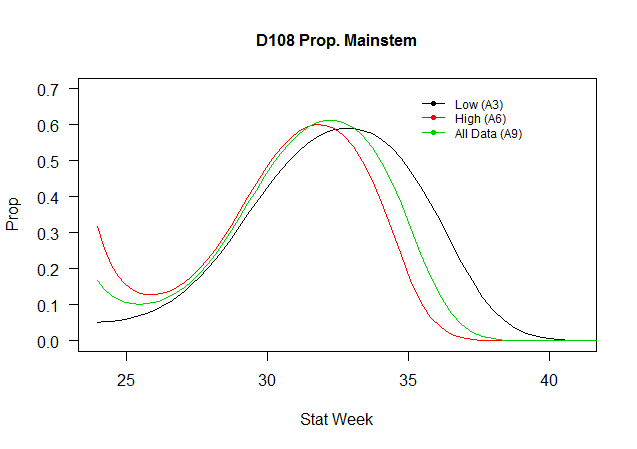 D108 Prop. Mainstem
0.7
0.6
0.5
0.4
0.3
0.2
0.1
0.0
Prop
Low (A3)
High (A6)
All Data (A9)
25 30 35 40
Stat Week